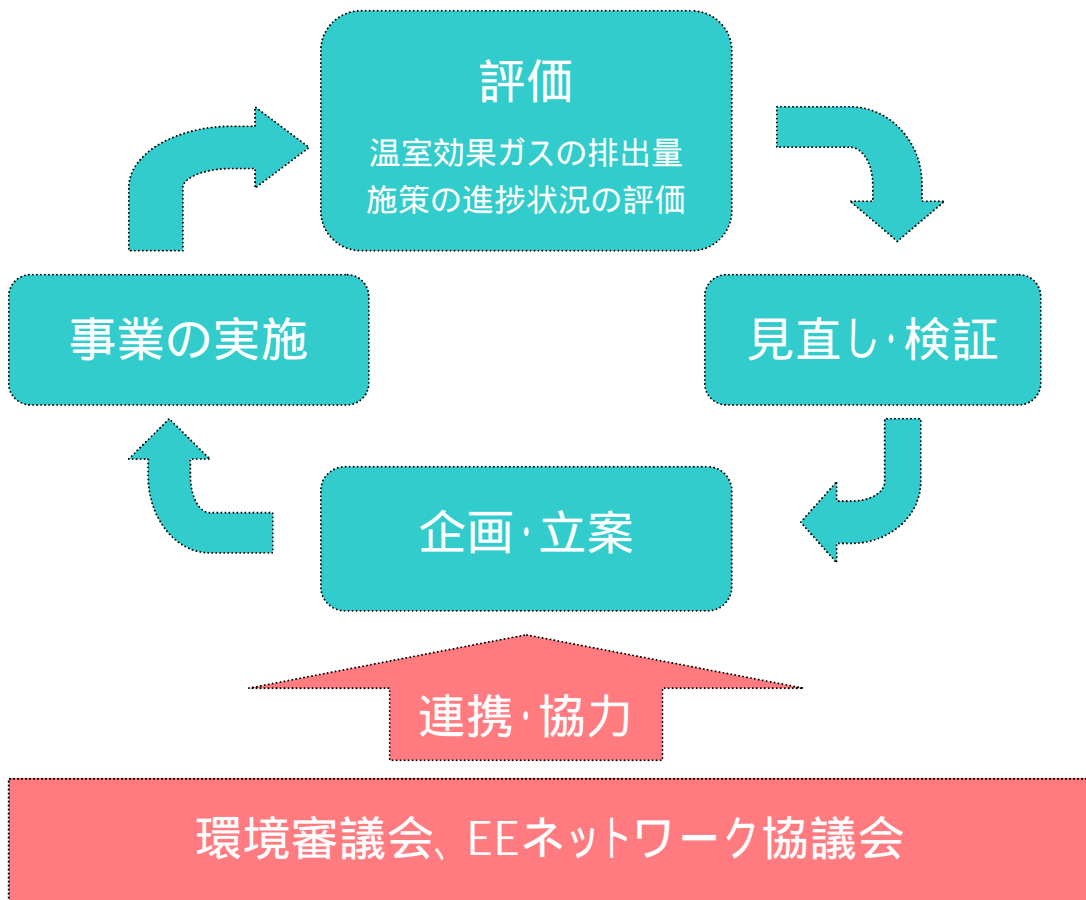 評価
温室効果ガスの排出量
施策の進捗状況の評価
事業の実施
見直し・検証
企画・立案
連携・協力
環境審議会、EEネットワーク協議会